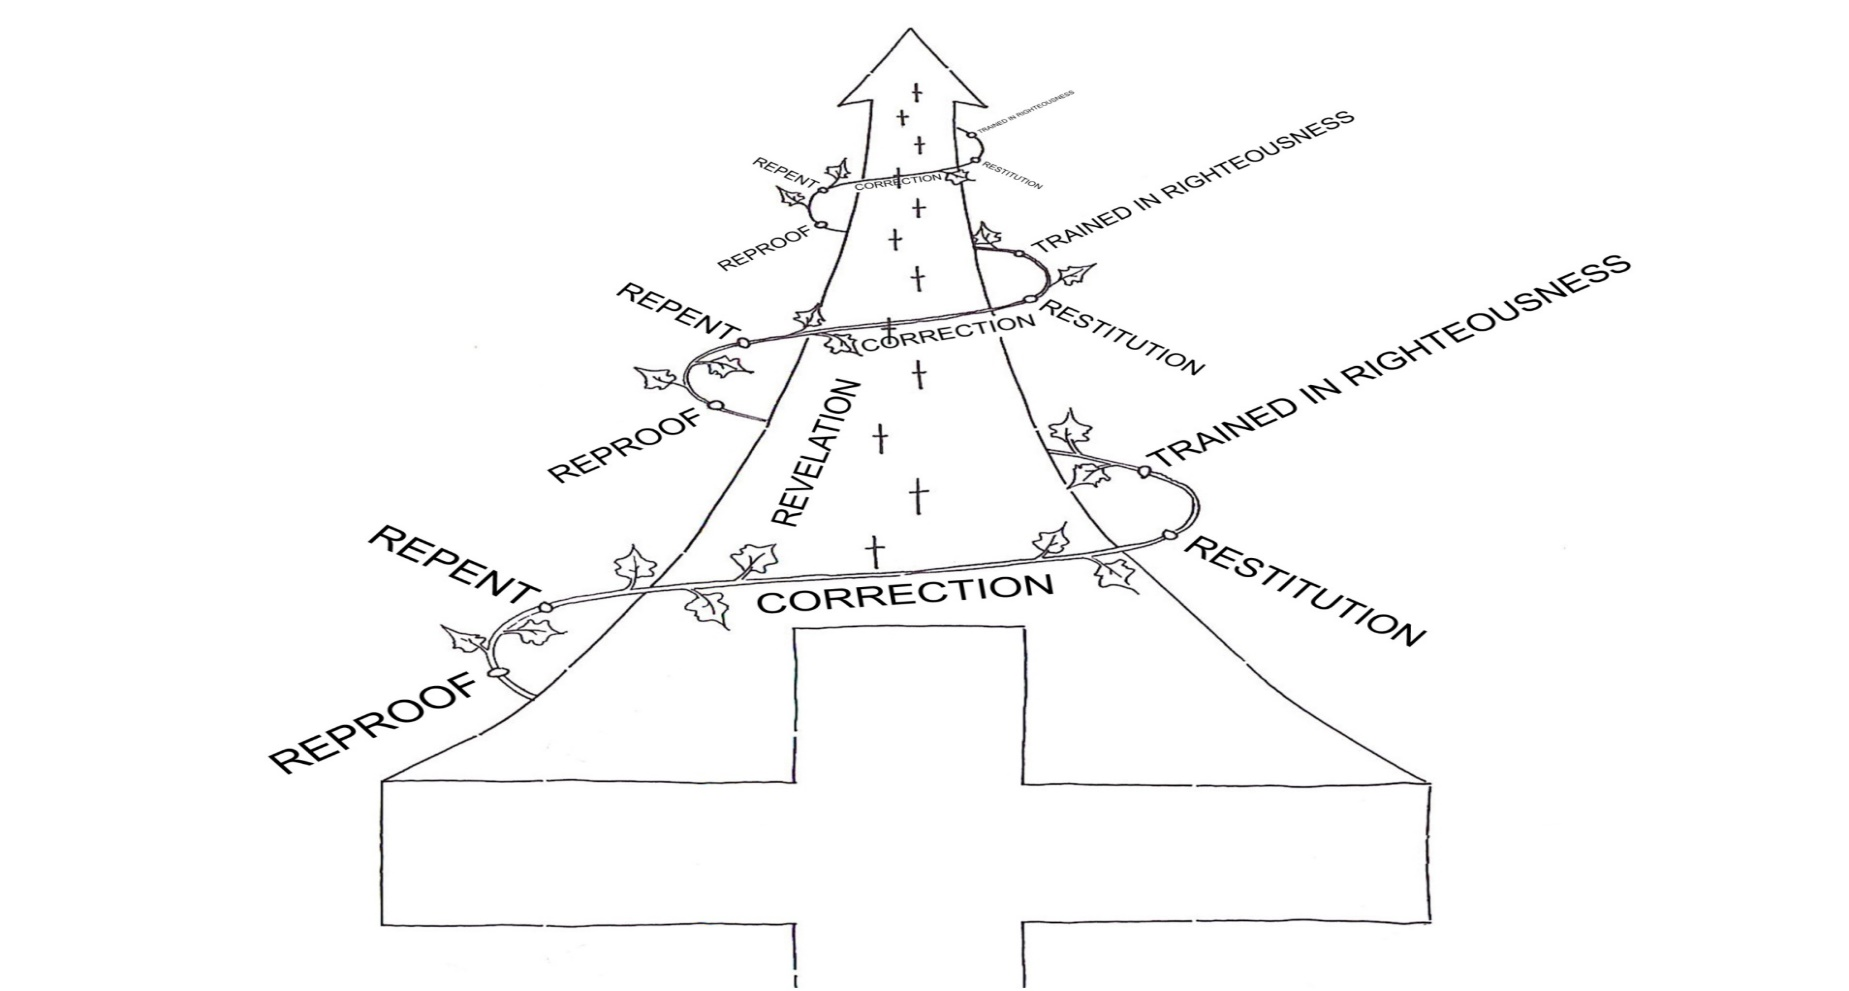 TRAINED IN RIGHTEOUSNESS
REPENT
CORRECTION
RESTITUTION
REPROOF
TRAINED IN RIGHTEOUSNESS
REPENT
CORRECTION
RESTITUTION
REPROOF
TRAINED IN RIGHTEOUSNESS
REVELATION
REPENT
CORRECTION
RESTITUTION
REPROOF